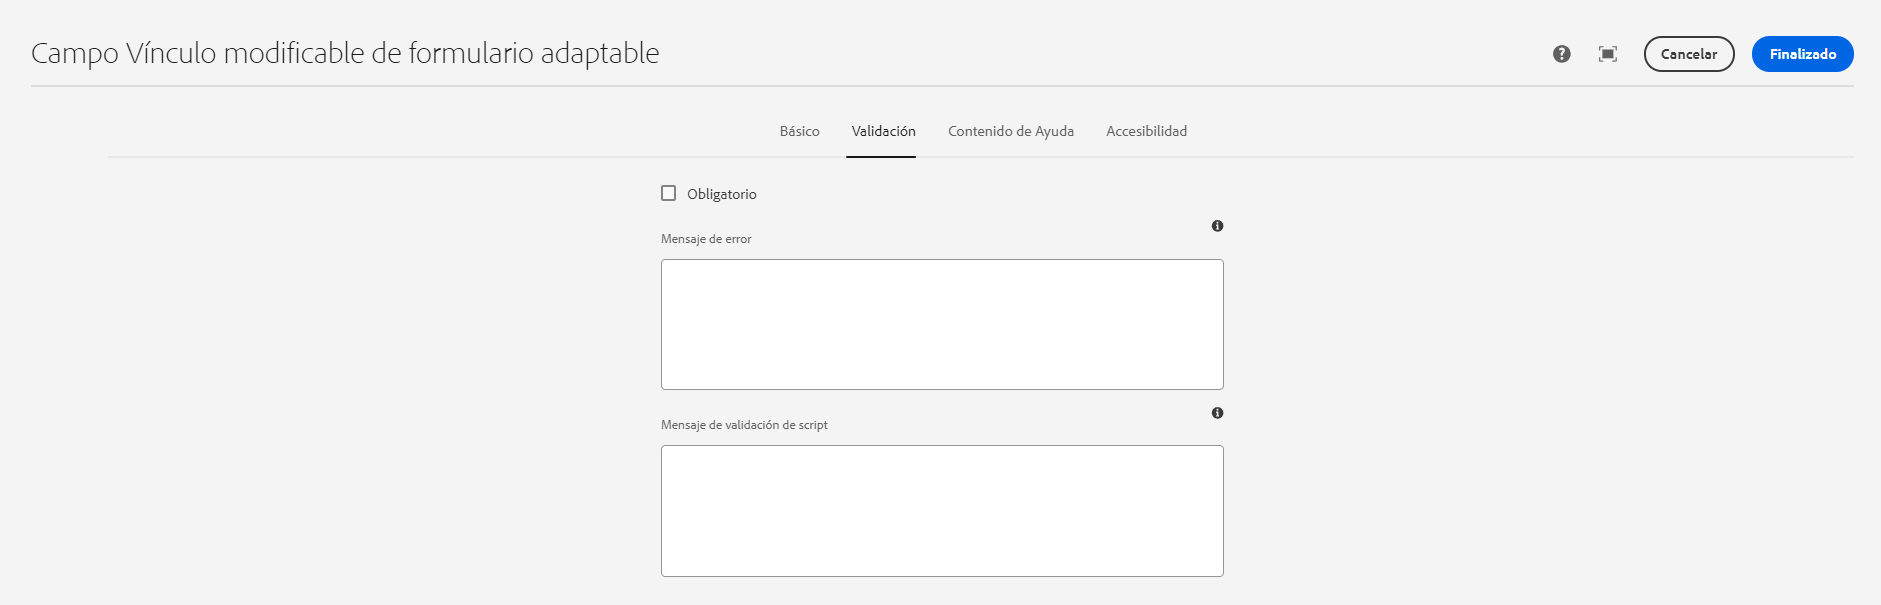 Campo Vínculo modificable de formulario adaptable
Cancelar
Finalizado
Básico
Validación
Contenido de Ayuda
Accesibilidad
Obligatorio
Mensaje de error
Mensaje de validación de script